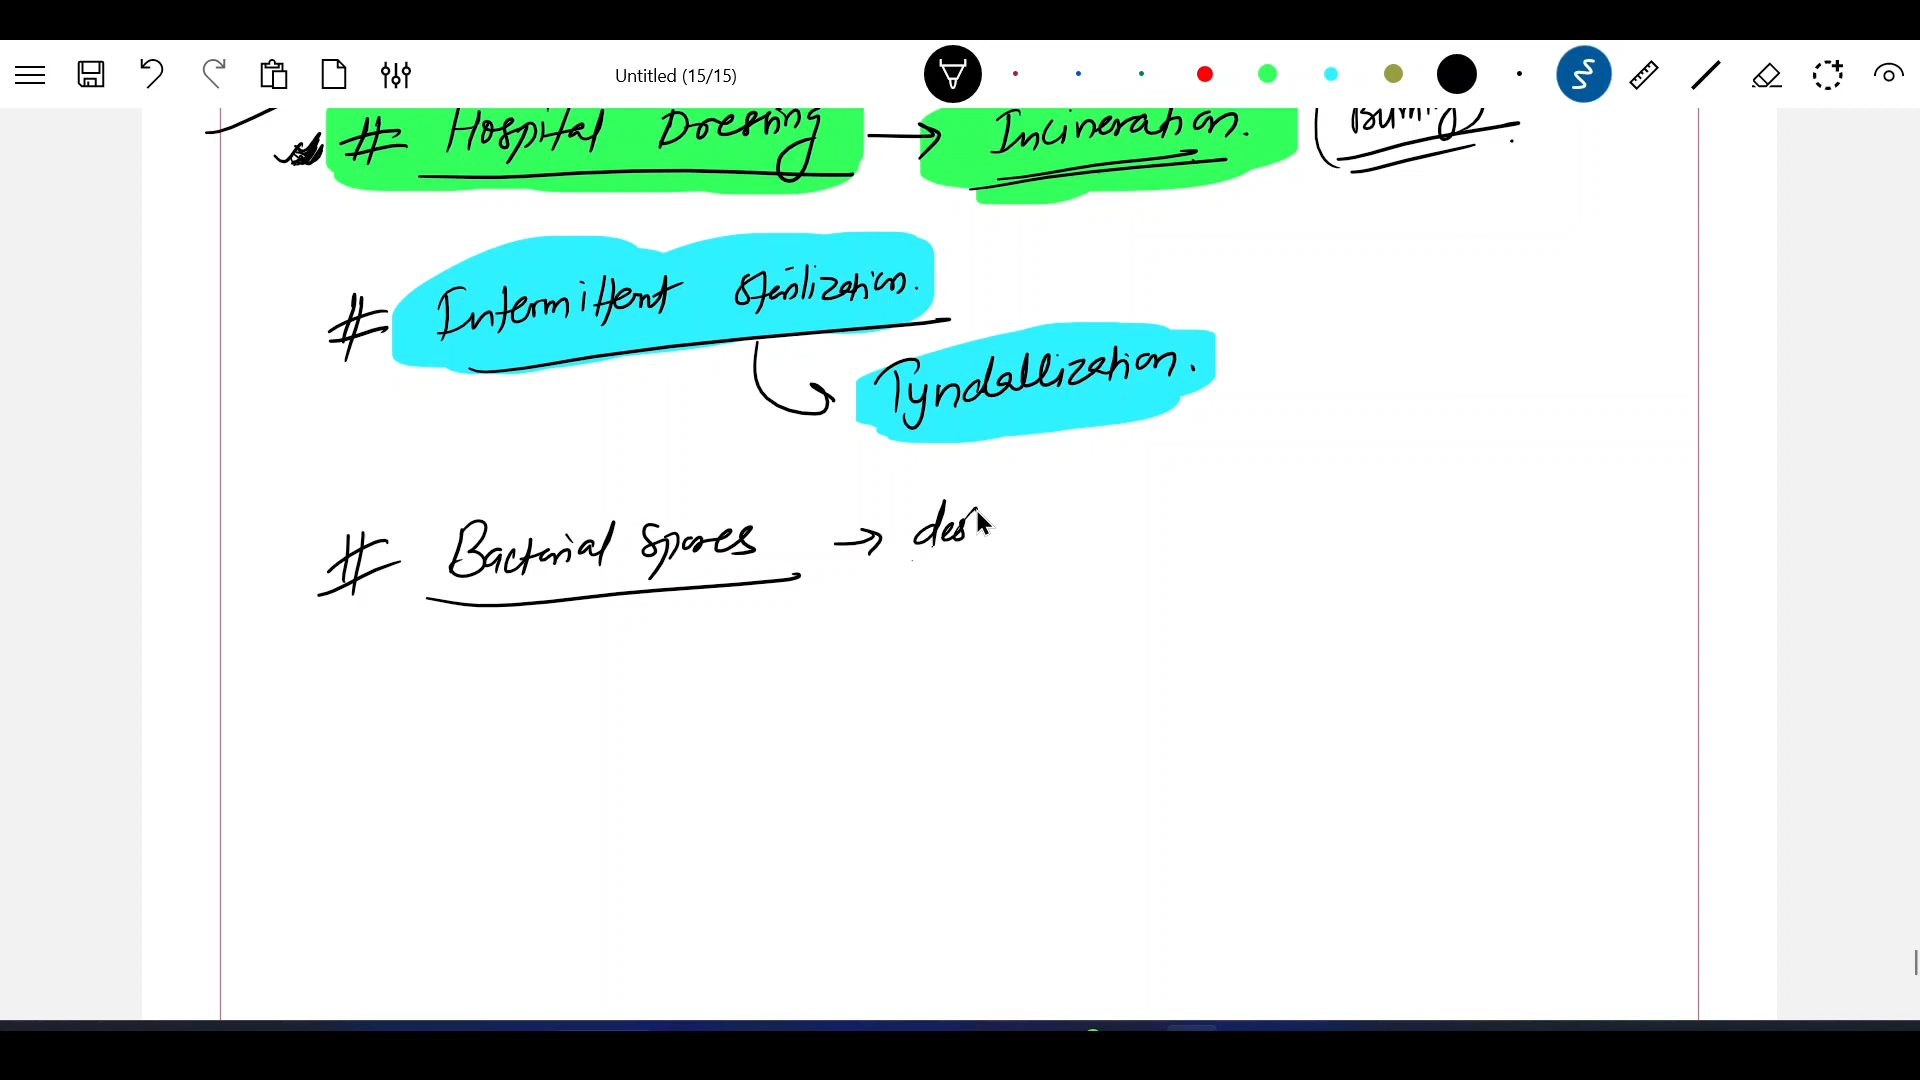 Untitled (15/15)
# Hospital Dressing → Incineration. (Burning)
# Intermittent Sterilization.
Tyndallization.
# Bacterial Spores → des